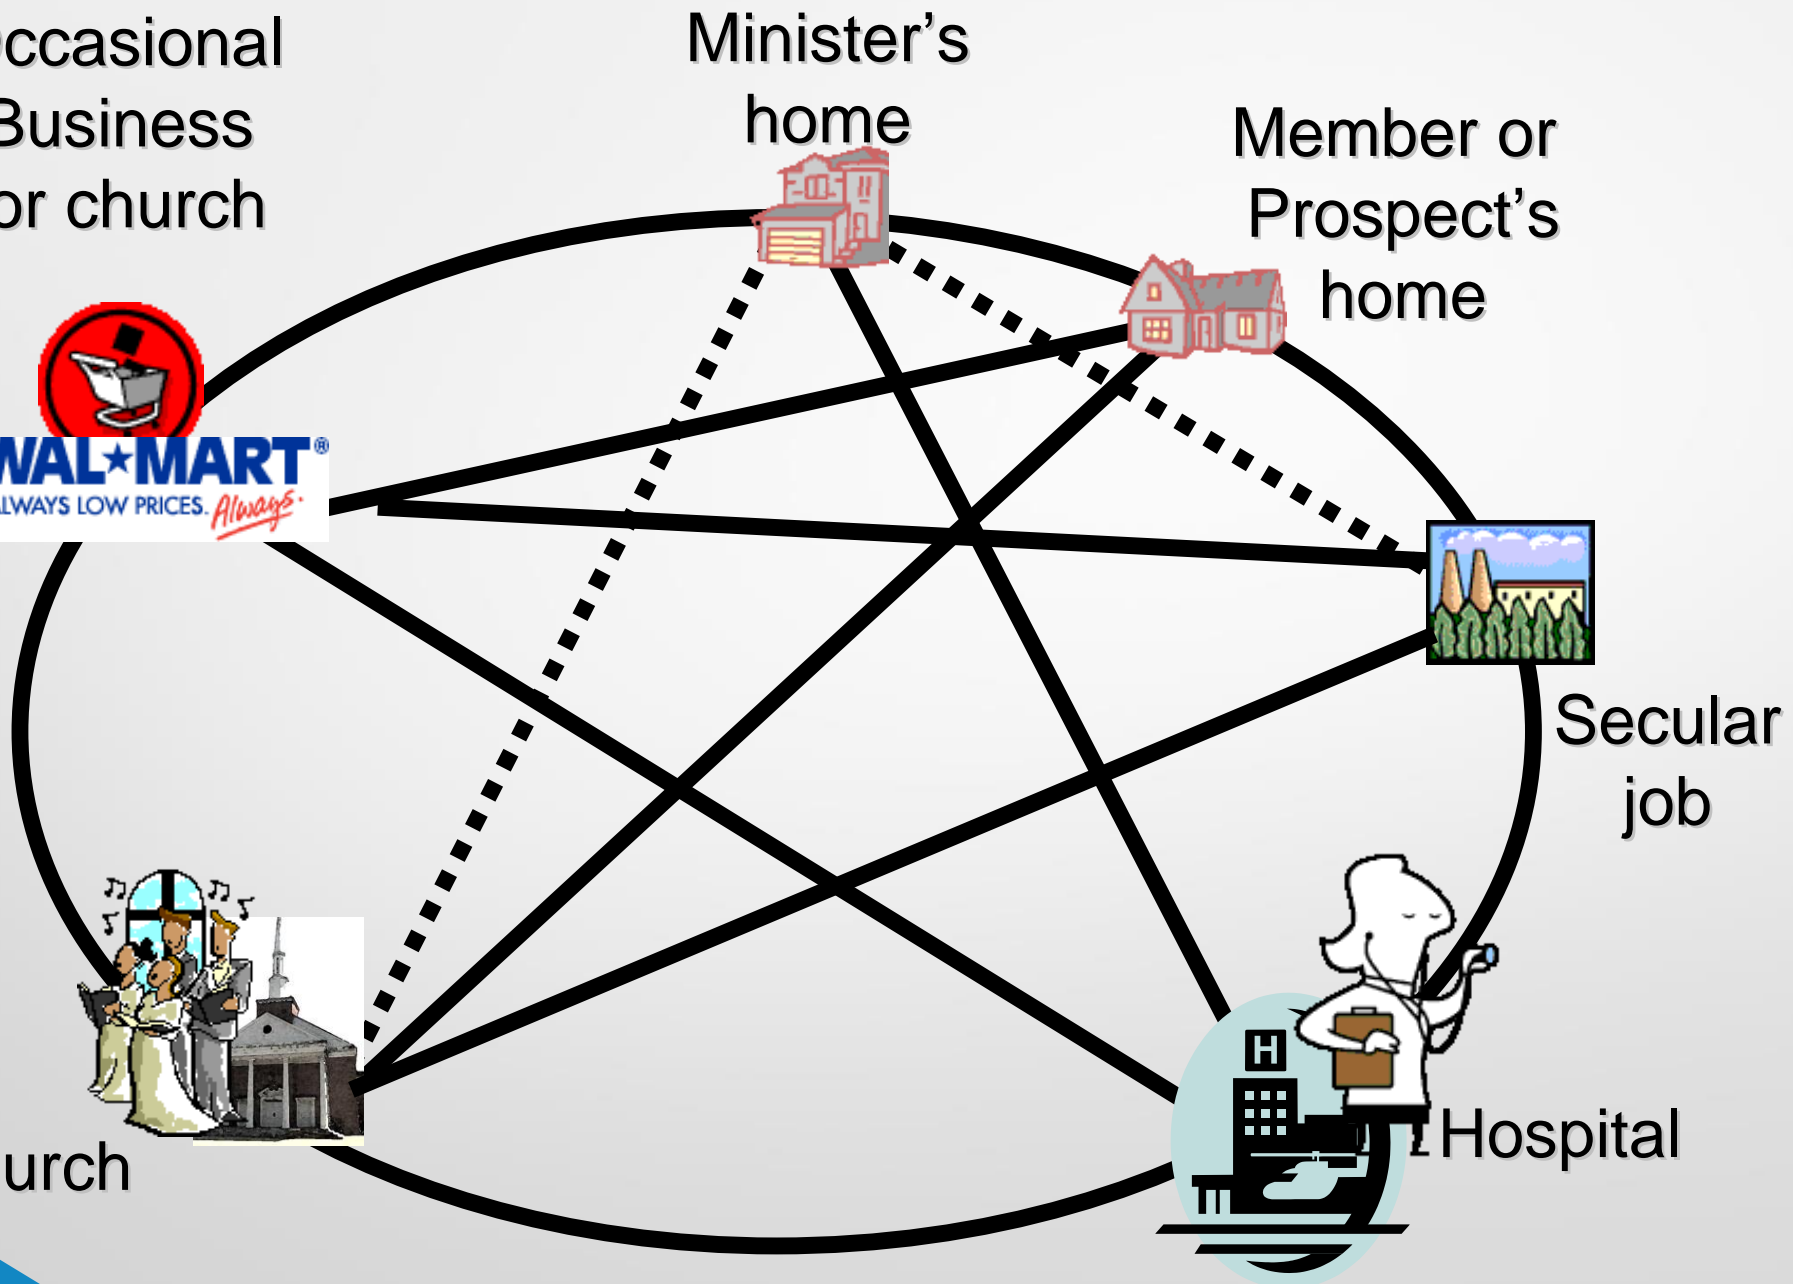 ccasional
Business
or church
Minister’s
home
Member or
Prospect’s
home
WAL★MART®
ALWAYS LOW PRICES. Always.
Secular
job
H
Hospital
urch